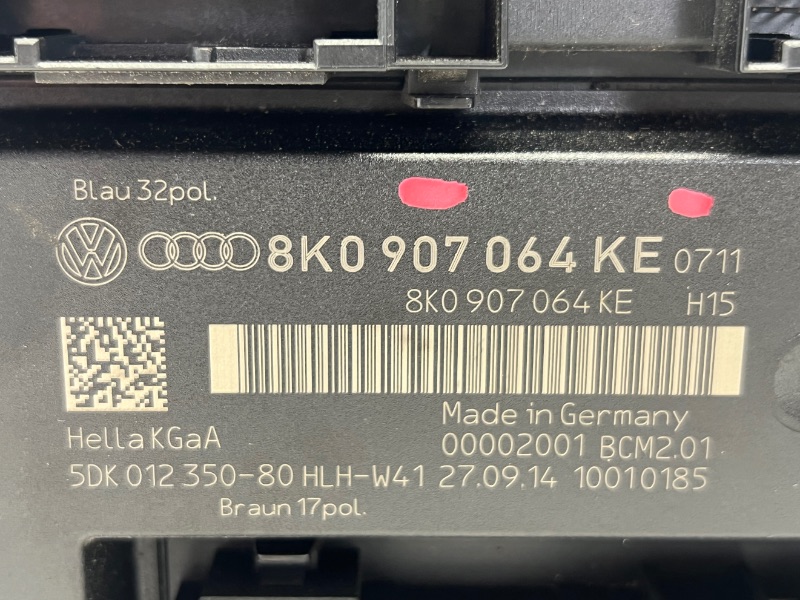 Blau 32pol.
8K0 907 064 KE 0711
8K0 907 064 KE H15
Made in Germany
Hella KGaA 00002001 BCM2.01
5DK 012 350-80 HLH-W41 27.09.14 10010185
Braun 17pol.